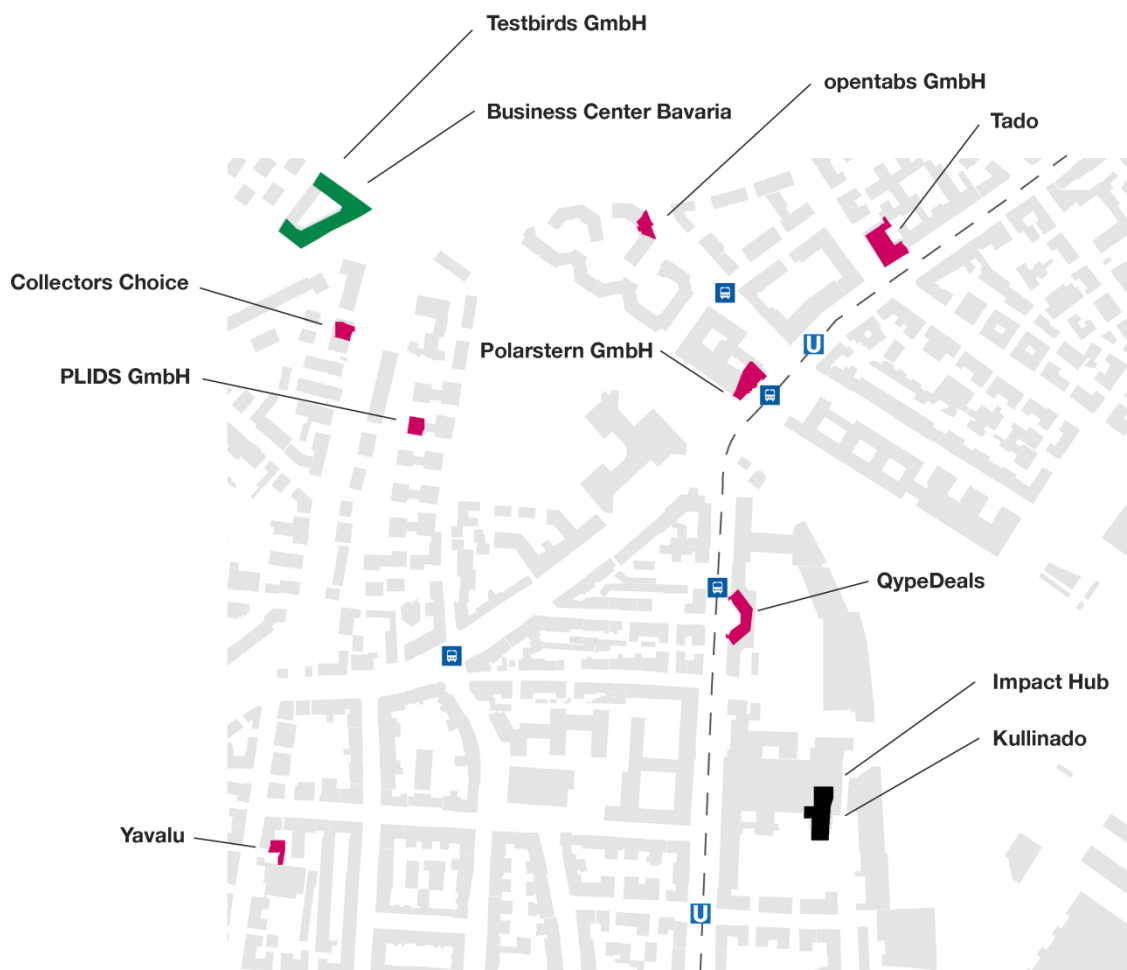 Testbirds GmbH
opentabs GmbH
Business Center Bavaria
Tado
Collectors Choice
Polarstern GmbH
U
PLIDS GmbH
QypeDeals
Impact Hub
Kullinado
Yavalu
U